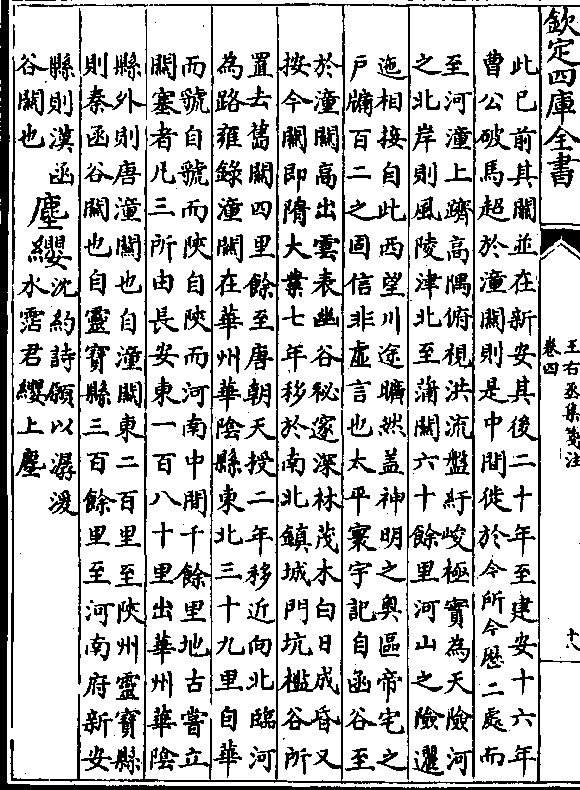 欽定四庫全書
王右丞集箋注
卷四
十八
此已前其關並在新安其後二十年至建安十六年
曹公破馬超於潼關則是中間徙於今所今歷二處而
至河潼上躋高隅俯視洪流盤紆峻極實為天險河
之北岸則風陵津北至蒲關六十餘里河山之險邐
迤相接自此西望川途曠然蓋神明之奧區帝宅之
戶牖百二之固信非虛言也太平寰宇記自函谷至
於潼關高出雲表幽谷秘邃深林茂木白日成昏又
按今關即隋大業七年移於南北鎮城門坑檻谷所
置去舊關四里餘至唐朝天授二年移近向北臨河
為路雍錄潼關在華州華陰縣東北三十九里自華
而號自號而陝自陝而河南中間千餘里地古嘗立
關塞者凡三所由長安東一百八十里出華州華陰
縣外則唐潼關也自潼關東二百里至陝州靈寶縣
則秦函谷關也自靈寶縣三百餘里至河南府新安
縣則漢函
谷關也
塵纓
沈約詩願以潺湲
水霑君纓上塵